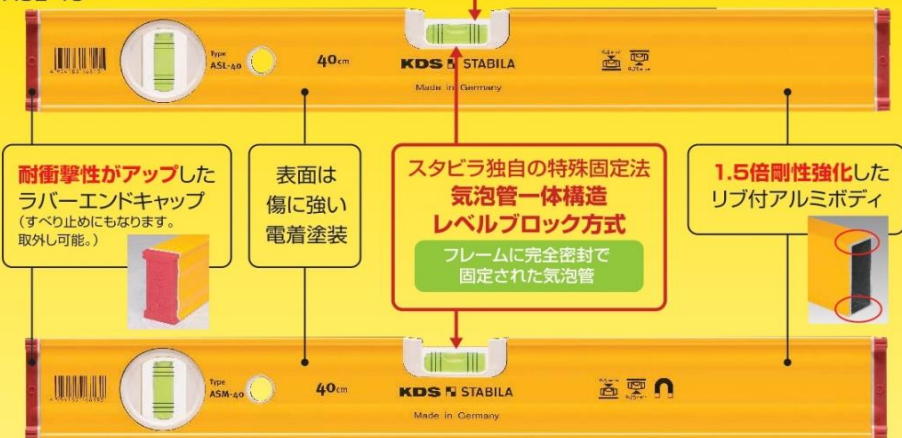 Type
ASL-40
40cm
KDS STABILA
Made in Germany
耐衝撃性がアップした
ラバーエンドキャップ
(すべり止めにもなります。
取外し可能。)
表面は
傷に強い
電着塗装
スタビラ独自の特殊固定法
気泡管一体構造
レベルブロック方式
フレームに完全密封で
固定された気泡管
1.5倍剛性強化した
リブ付アルミボディ
Type
ASM-40
40cm
KDS STABILA
Made in Germany